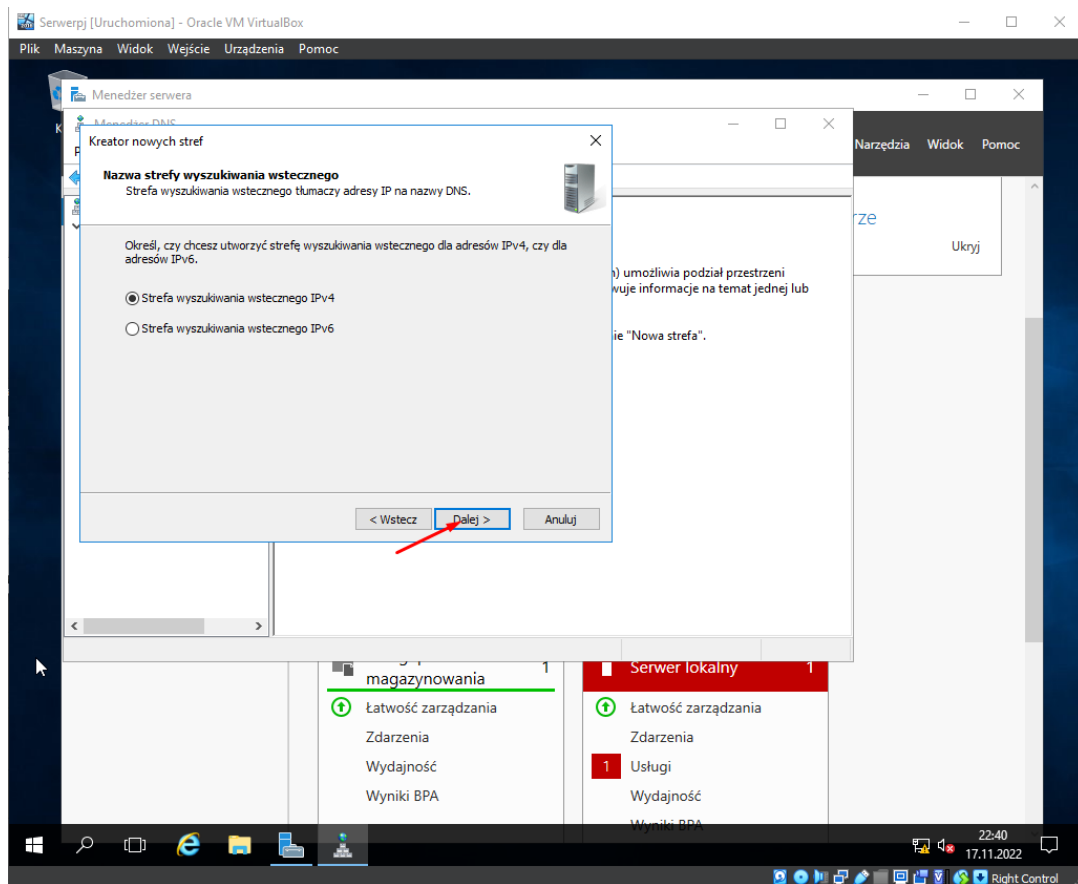 Serwerpj [Uruchomiona] - Oracle VM VirtualBox
Plik Maszyna Widok Wejście Urządzenia Pomoc
Menedżer serwera
Menedżer DNS
Narzędzia Widok Pomoc
Kreator nowych stref
Nazwa strefy wyszukiwania wstecznego
Strefa wyszukiwania wstecznego tłumaczy adresy IP na nazwy DNS.
Określ, czy chcesz utworzyć strefę wyszukiwania wstecznego dla adresów IPv4, czy dla
adresów IPv6.
Strefa wyszukiwania wstecznego IPv4
Strefa wyszukiwania wstecznego IPv6
< Wstecz Dalej > Anuluj
rze
Ukryj
) umożliwia podział przestrzeni
wuje informacje na temat jednej lub
ie "Nowa strefa".
magazynowania 1
Łatwość zarządzania
Zdarzenia
Wydajność
Wyniki BPA
Serwer lokalny 1
Łatwość zarządzania
Zdarzenia
1 Usługi
Wydajność
Wyniki BPA
22:40
17.11.2022
Right Control